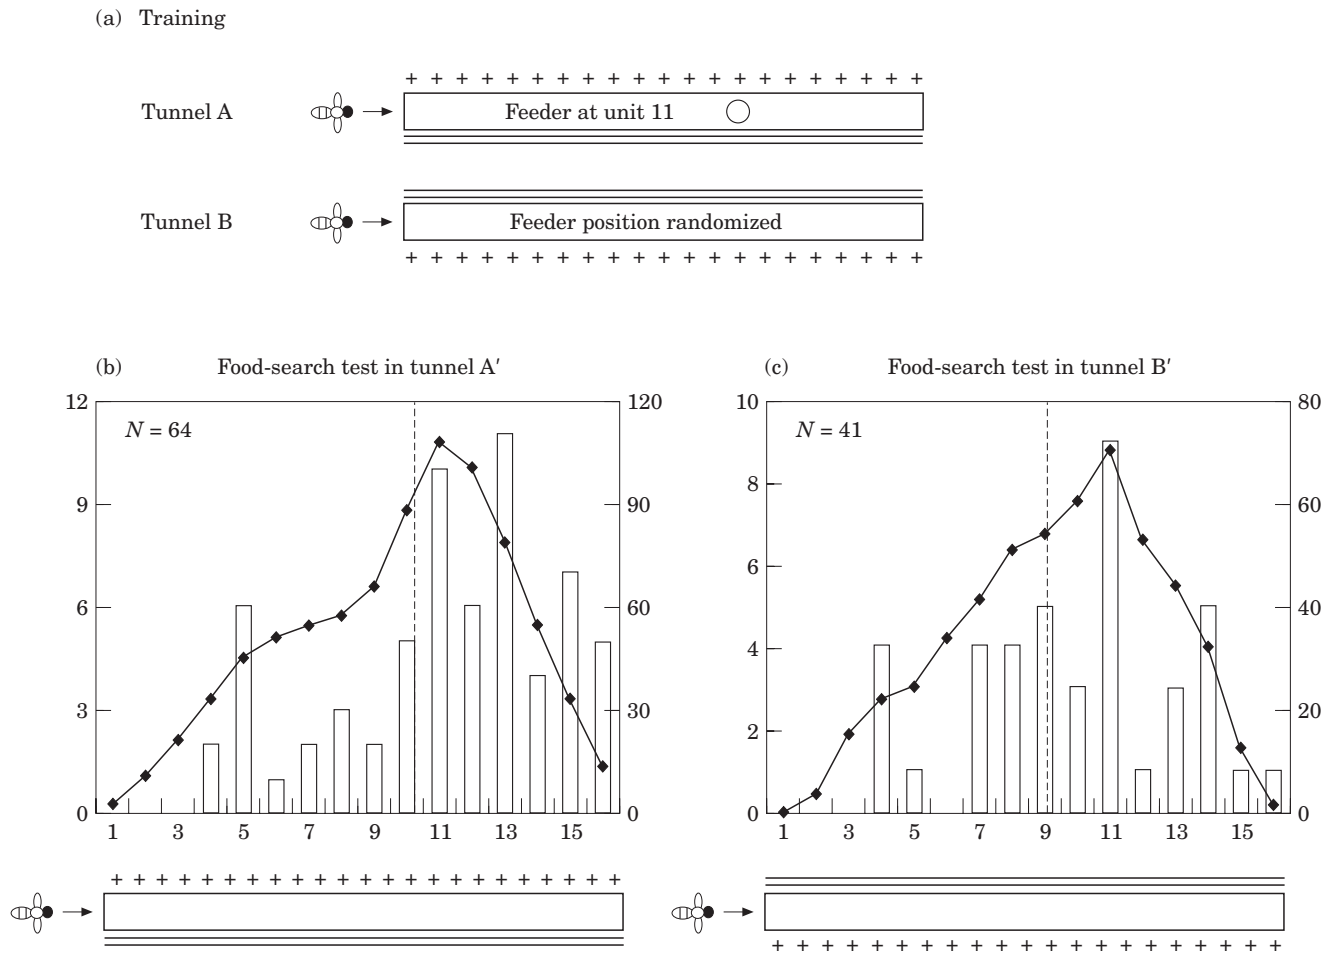 (a) Training
+ + + + + + + + + + + + + + + + + + + + +
Tunnel A
Feeder at unit 11
Tunnel B
Feeder position randomized
+ + + + + + + + + + + + + + + + + + + + +
(b) Food-search test in tunnel A′
12 120
N = 64
9 90
6 60
3 30
0 0
1 3 5 7 9 11 13 15
+ + + + + + + + + + + + + + + + + +
(c) Food-search test in tunnel B′
10 80
N = 41
8
60
6
40
4
20
2
0 0
1 3 5 7 9 11 13 15
+ + + + + + + + + + + + + + + + + +